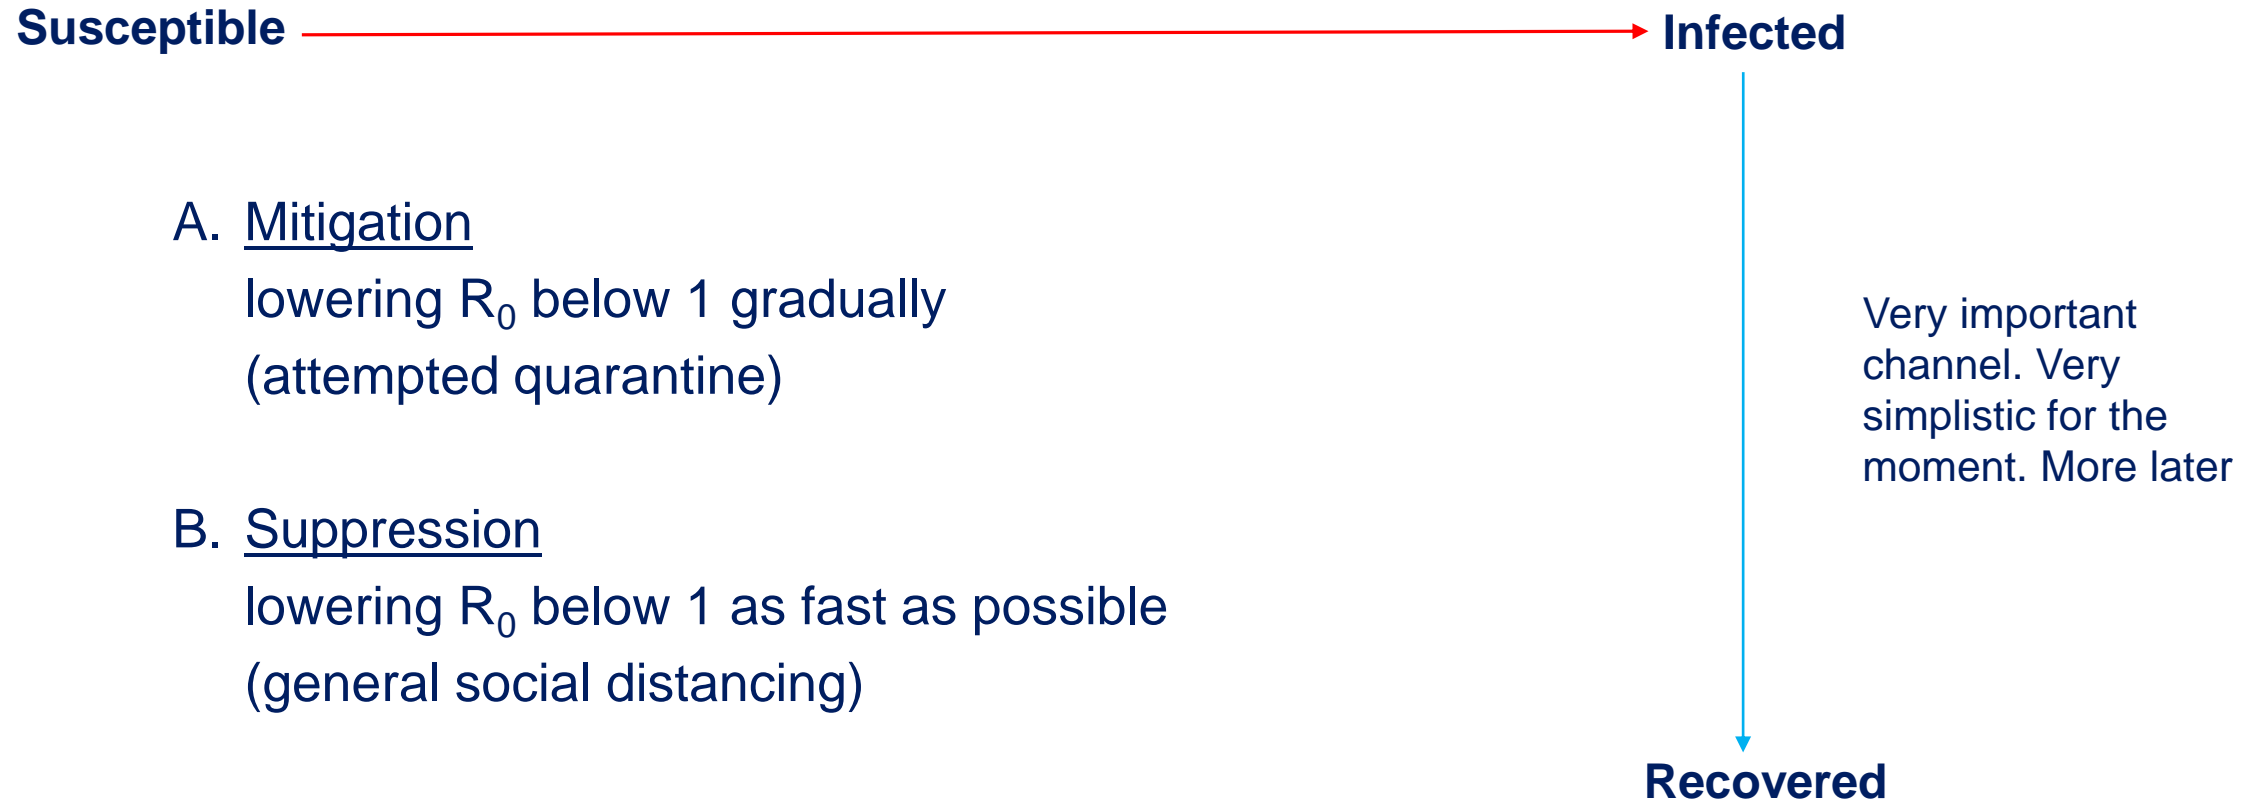 Susceptible
Infected
A. Mitigation
lowering R₀ below 1 gradually
(attempted quarantine)
Very important
channel. Very
simplistic for the
moment. More later
B. Suppression
lowering R₀ below 1 as fast as possible
(general social distancing)
Recovered